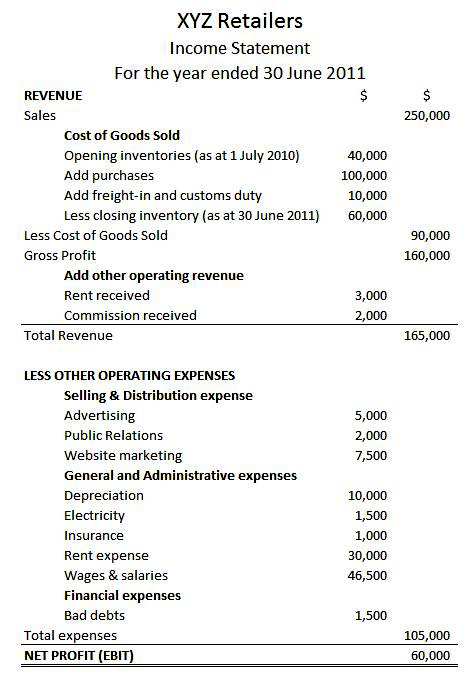 XYZ Retailers
Income Statement
For the year ended 30 June 2011
REVENUE $ $
Sales 250,000
Cost of Goods Sold
Opening inventories (as at 1 July 2010) 40,000
Add purchases 100,000
Add freight-in and customs duty 10,000
Less closing inventory (as at 30 June 2011) 60,000
Less Cost of Goods Sold 90,000
Gross Profit 160,000
Add other operating revenue
Rent received 3,000
Commission received 2,000
Total Revenue 165,000
LESS OTHER OPERATING EXPENSES
Selling & Distribution expense
Advertising 5,000
Public Relations 2,000
Website marketing 7,500
General and Administrative expenses
Depreciation 10,000
Electricity 1,500
Insurance 1,000
Rent expense 30,000
Wages & salaries 46,500
Financial expenses
Bad debts 1,500
Total expenses 105,000
NET PROFIT (EBIT) 60,000